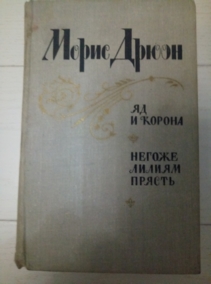 Морис Дрюон
ЯД
И КОРОНА
НЕГОЖЕ
ЛИЛИЯМ
ПРЯСТЬ